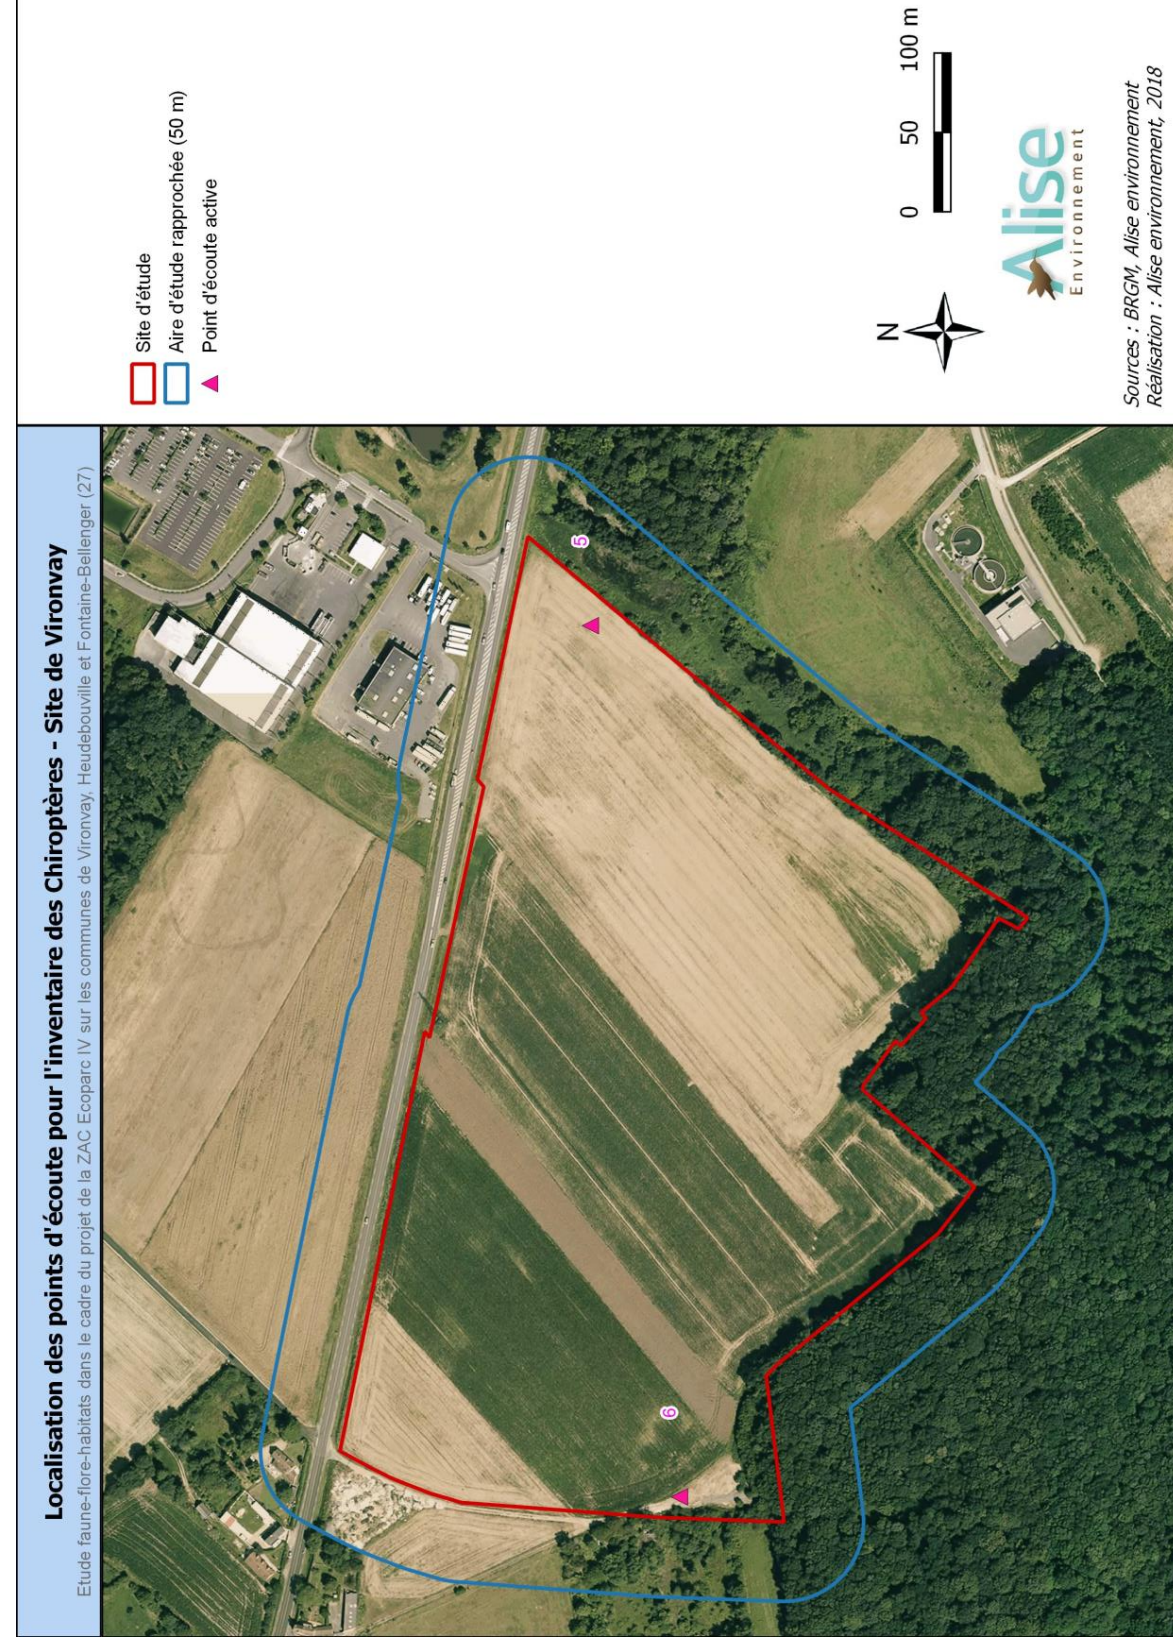 Localisation des points d'écoute pour l'inventaire des Chiroptères - Site de Vironvay
Etude faune-flore-habitats dans le cadre du projet de la ZAC Ecoparc IV sur les communes de Vironvay, Heudebouville et Fontaine-Bellenger (27)
5
6
Site d'étude
Aire d'étude rapprochée (50 m)
Point d'écoute active
N
0 50 100 m
Alise
Environnement
Sources : BRGM, Alise environnement
Réalisation : Alise environnement, 2018